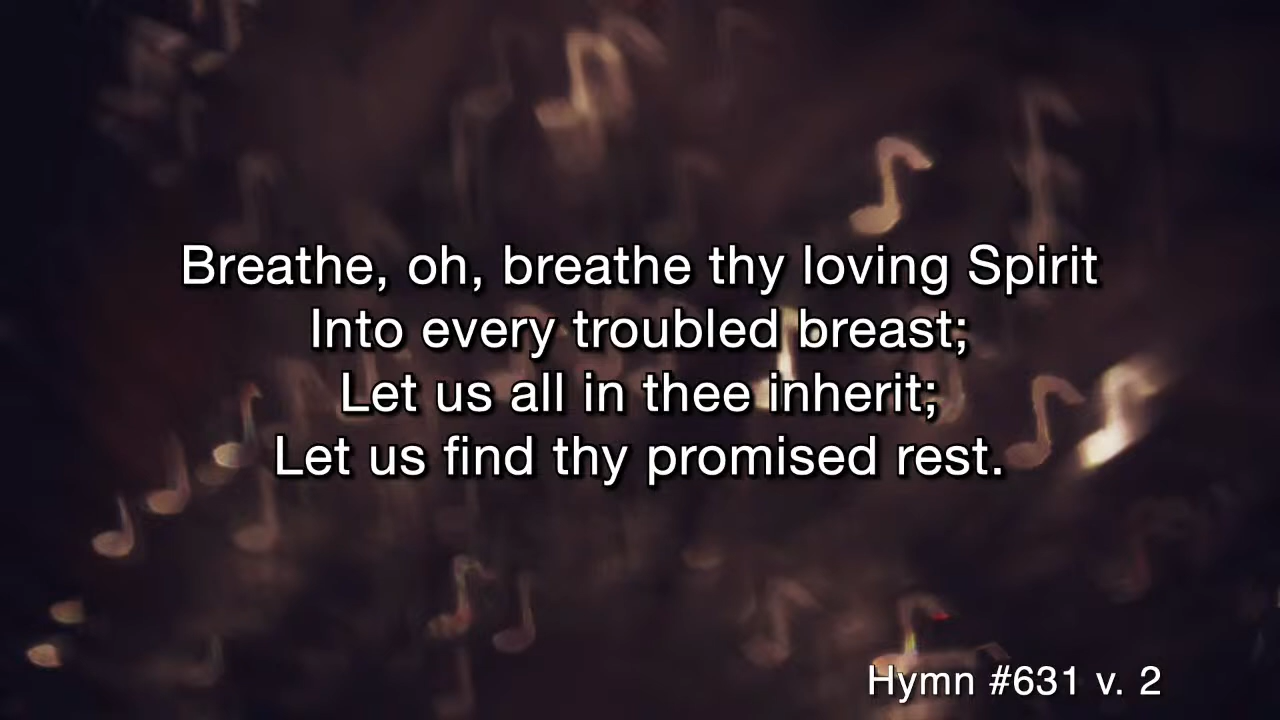 Breathe, oh, breathe thy loving Spirit
Into every troubled breast;
Let us all in thee inherit;
Let us find thy promised rest.
Hymn #631 v. 2